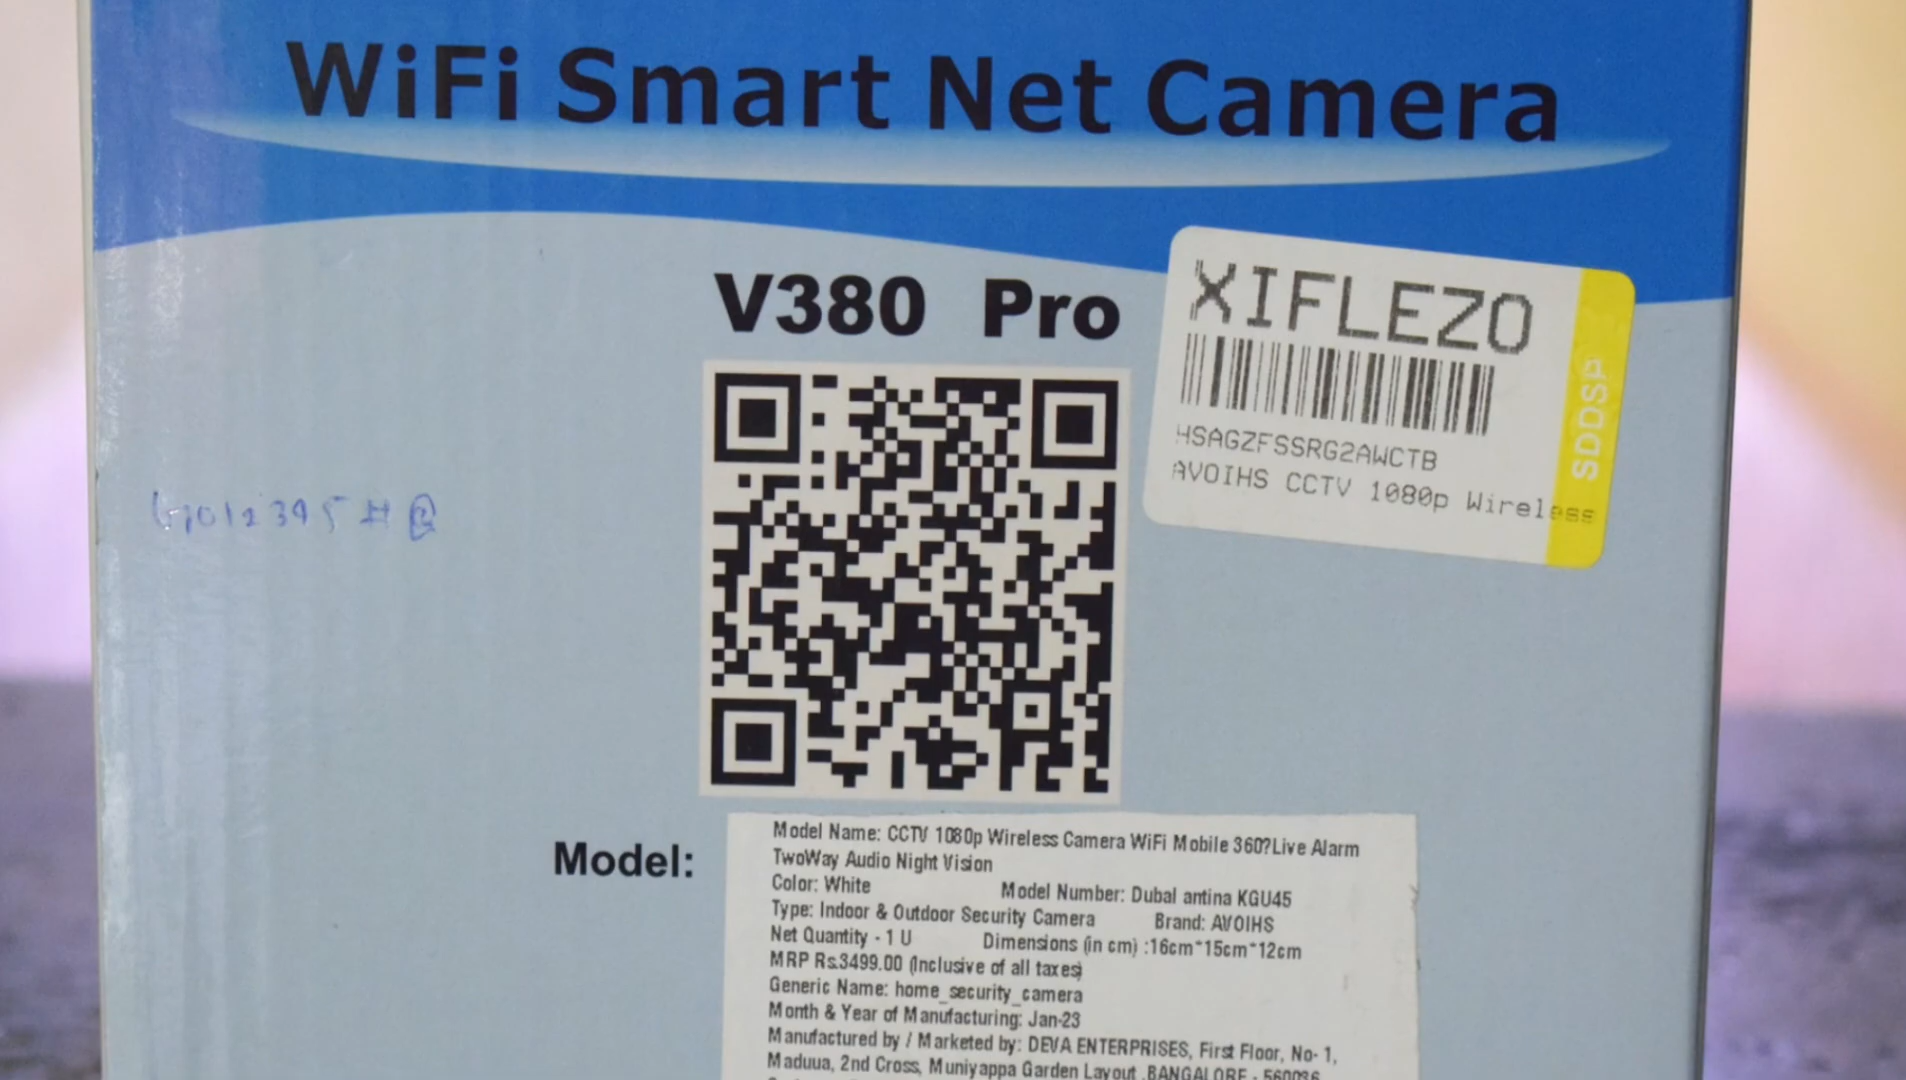 WiFi Smart Net Camera
V380 Pro
XIFLEZO
SDDSP
HSAGZFSSRG2AWCTB
AVOIHS CCTV 1080p Wireless
Model:
Model Name: CCTV 1080p Wireless Camera WiFi Mobile 360?Live Alarm
TwoWay Audio Night Vision
Color: White Model Number: Dubal antina KGU45
Type: Indoor & Outdoor Security Camera Brand: AVOIHS
Net Quantity - 1 U Dimensions (in cm) :16cm*15cm*12cm
MRP Rs.3499.00 (Inclusive of all taxes)
Generic Name: home_security_camera
Month & Year of Manufacturing: Jan-23
Manufactured by / Marketed by: DEVA ENTERPRISES, First Floor, No- 1,
Maduua, 2nd Cross, Muniyappa Garden Layout ,BANGALORE - 560036